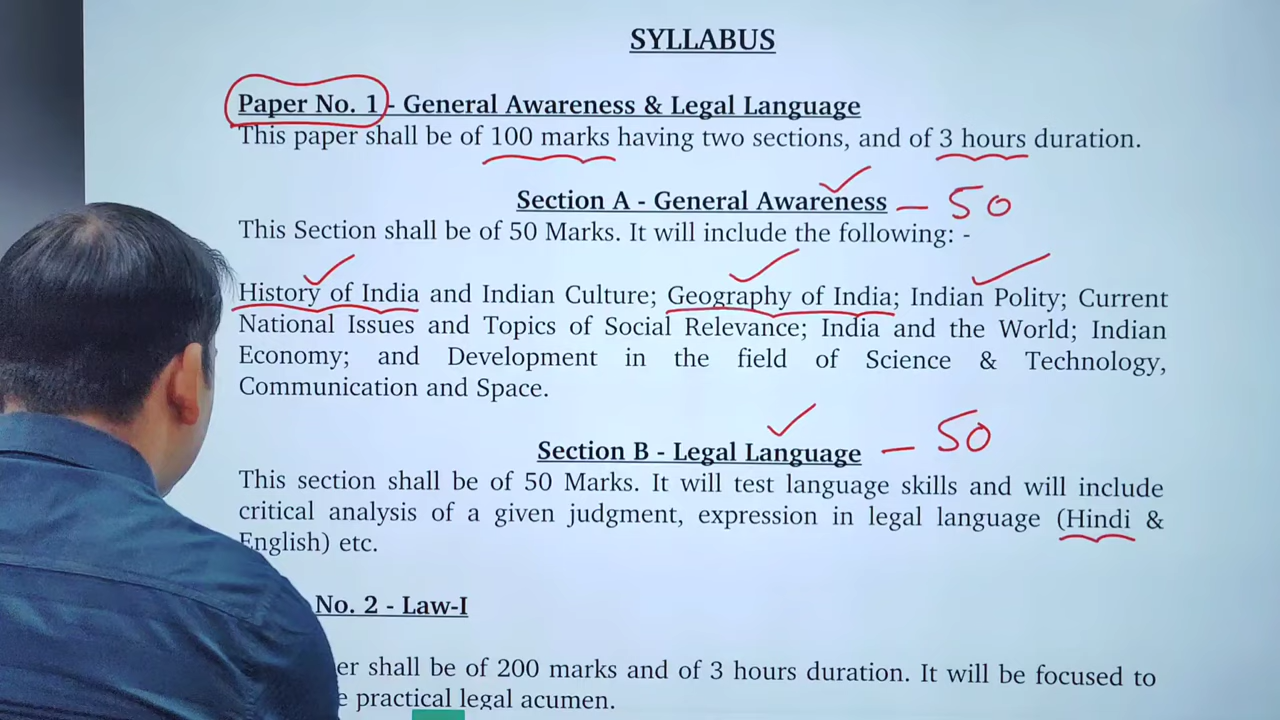 SYLLABUS
Paper No. 1 - General Awareness & Legal Language
This paper shall be of 100 marks having two sections, and of 3 hours duration.
Section A - General Awareness — 50
This Section shall be of 50 Marks. It will include the following: -
History of India and Indian Culture; Geography of India; Indian Polity; Current
National Issues and Topics of Social Relevance; India and the World; Indian
Economy; and Development in the field of Science & Technology,
Communication and Space.
Section B - Legal Language — 50
This section shall be of 50 Marks. It will test language skills and will include
critical analysis of a given judgment, expression in legal language (Hindi &
English) etc.
No. 2 - Law-I
shall be of 200 marks and of 3 hours duration. It will be focused to
practical legal acumen.